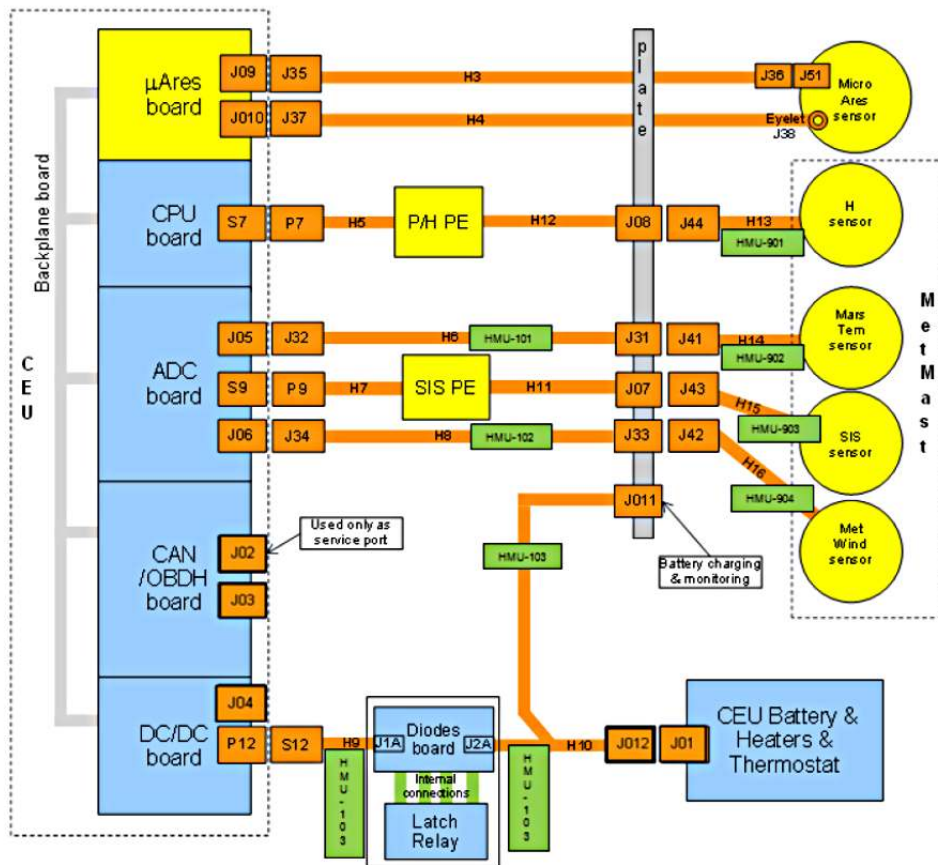 µAres
board
J09
J35
H3
J36
J51
Micro
Ares
sensor
J010
J37
H4
Eyelet
J38
plate
Backplane board
CEU
CPU
board
S7
P7
H5
P/H PE
H12
J08
J44
H13
HMU-901
H
sensor
MetMast
ADC
board
J05
J32
H6
HMU-101
J31
J41
H14
HMU-902
Mars
Tem
sensor
S9
P9
H7
SIS PE
H11
J07
J43
H15
HMU-903
SIS
sensor
J06
J34
H8
HMU-102
J33
J42
H16
HMU-904
Met
Wind
sensor
J011
Battery charging
& monitoring
HMU-103
CAN
/OBDH
board
J02
J03
Used only as
service port
DC/DC
board
J04
P12
S12
H9
HMU-103
J1A
Diodes
board
J2A
Internal
connections
Latch
Relay
HMU-103
H10
J012
J01
CEU Battery &
Heaters &
Thermostat